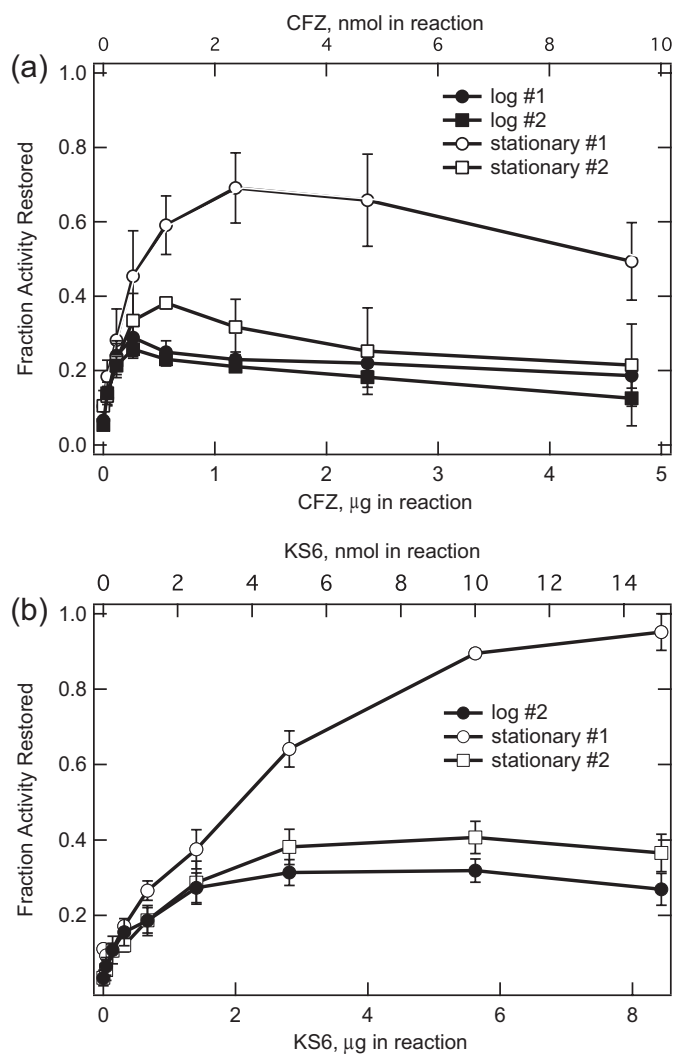 CFZ, nmol in reaction
0 2 4 6 8 10
(a)
1.0
0.8
0.6
0.4
0.2
0.0
Fraction Activity Restored
log #1
log #2
stationary #1
stationary #2
0 1 2 3 4 5
CFZ, μg in reaction
KS6, nmol in reaction
0 2 4 6 8 10 12 14
(b)
1.0
0.8
0.6
0.4
0.2
Fraction Activity Restored
log #2
stationary #1
stationary #2
0 2 4 6 8
KS6, μg in reaction